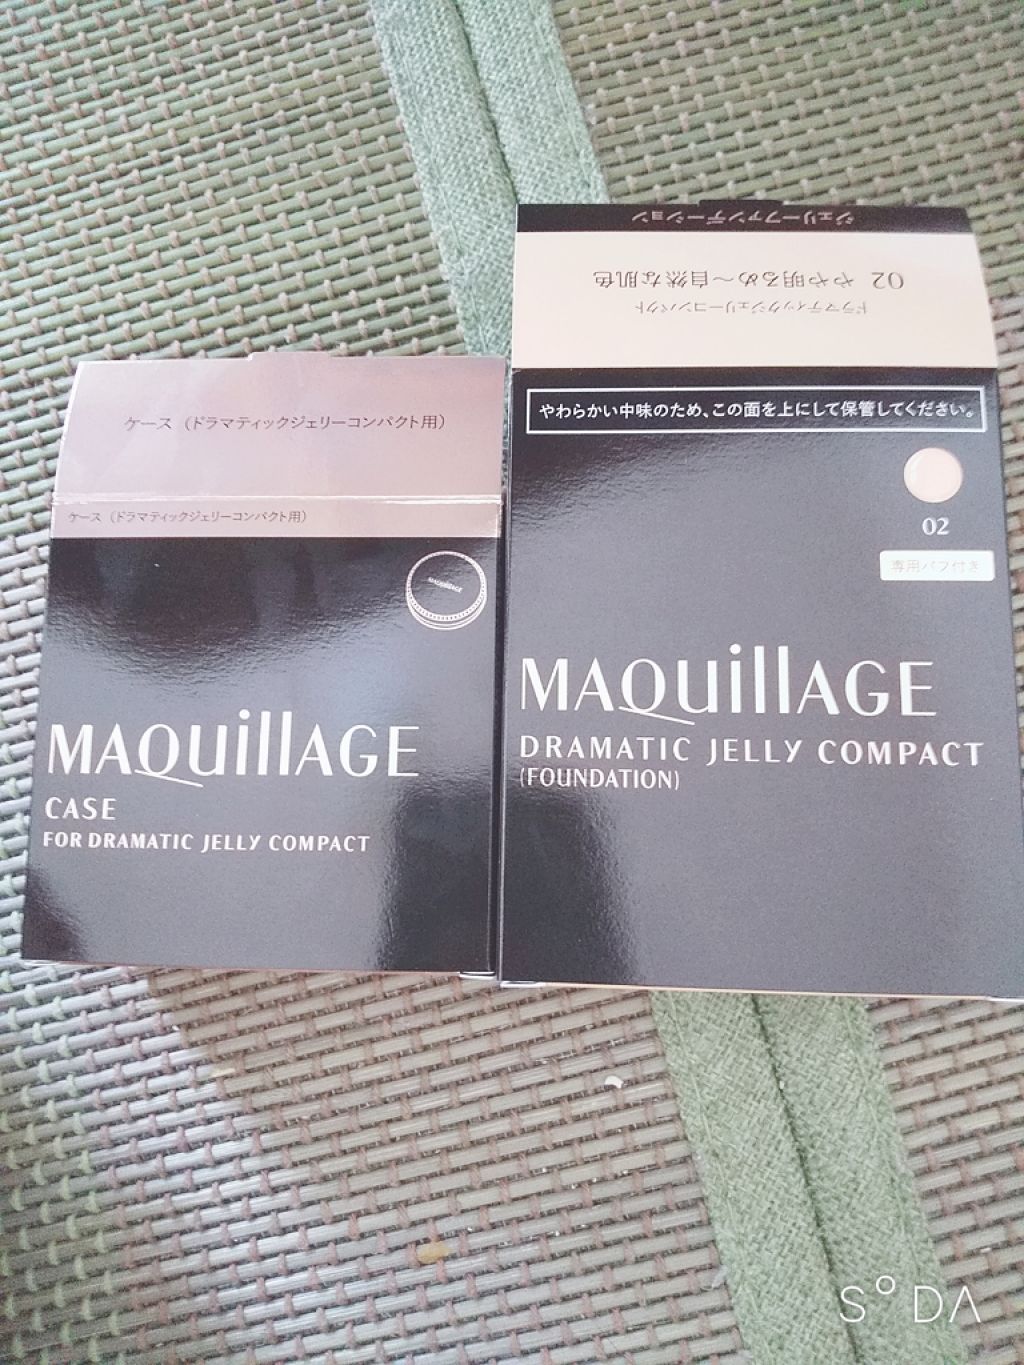 ケース（ドラマティックジェリーコンパクト用）
ケース（ドラマティックジェリーコンパクト用）
MAQuillAGE
MAQuillAGE
CASE
FOR DRAMATIC JELLY COMPACT
ジェリーファンデーション
02 やや明るめ～自然な肌色
ドラマティックジェリーコンパクト
やわらかい中味のため、この面を上にして保管してください。
02
専用パフ付き
MAQuillAGE
DRAMATIC JELLY COMPACT
(FOUNDATION)
SODA